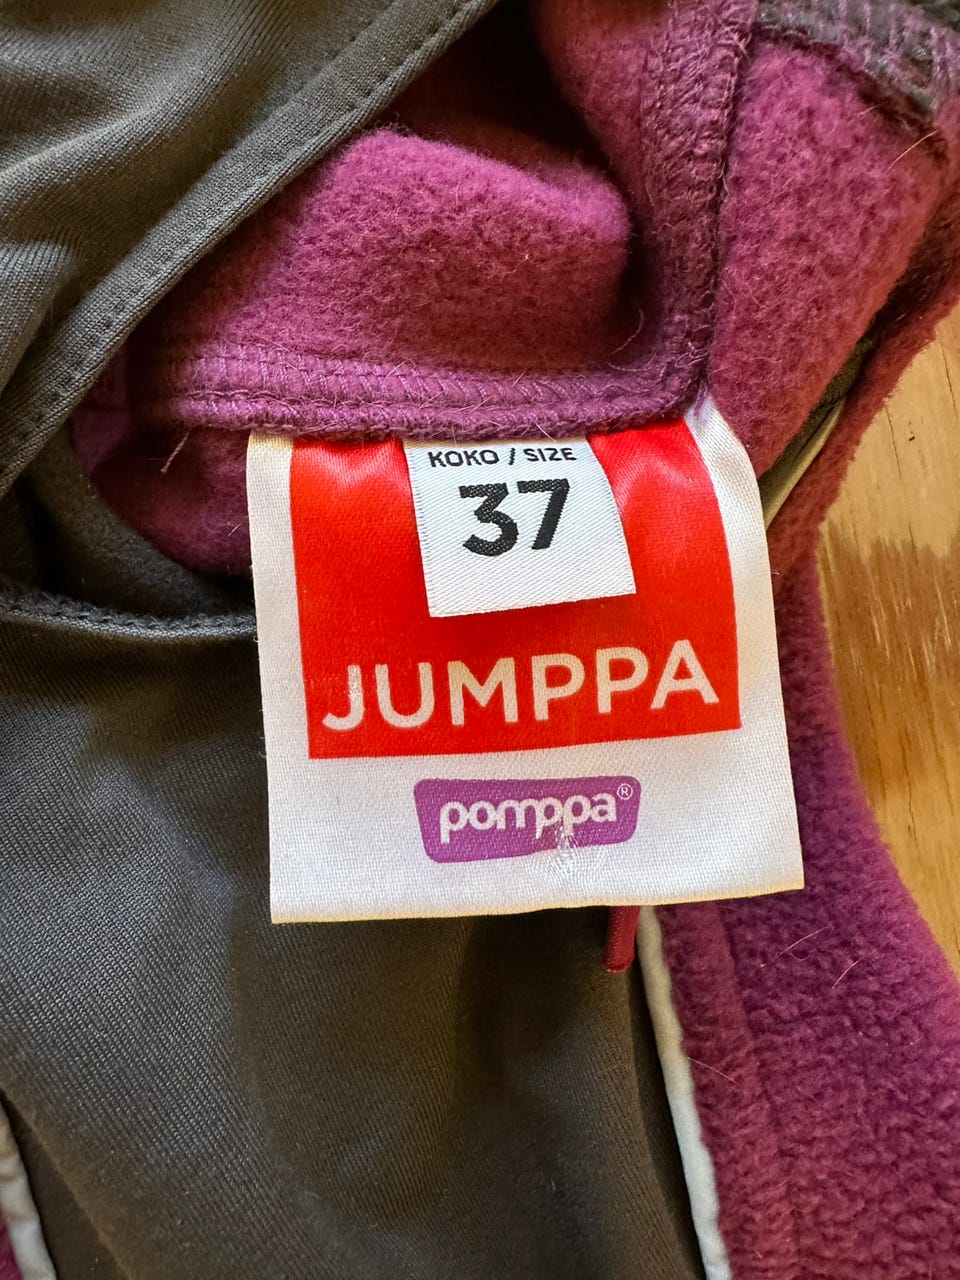 KOKO / SIZE
37
JUMPPA
pomppa®